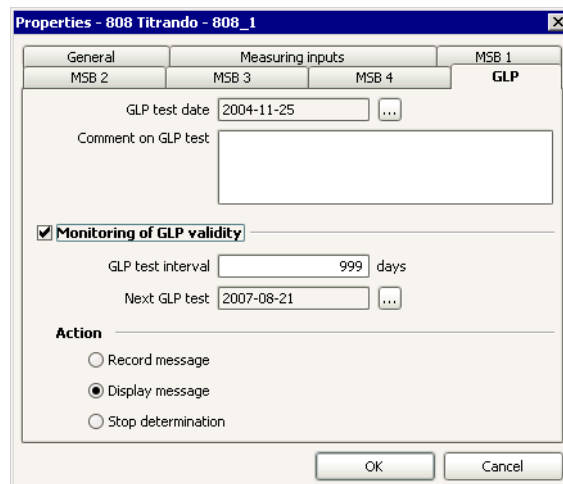 Properties - 808 Titrando - 808_1
General Measuring inputs MSB 1
MSB 2 MSB 3 MSB 4 GLP
GLP test date 2004-11-25 ...
Comment on GLP test
Monitoring of GLP validity
GLP test interval 999 days
Next GLP test 2007-08-21 ...
Action
Record message
Display message
Stop determination
OK Cancel